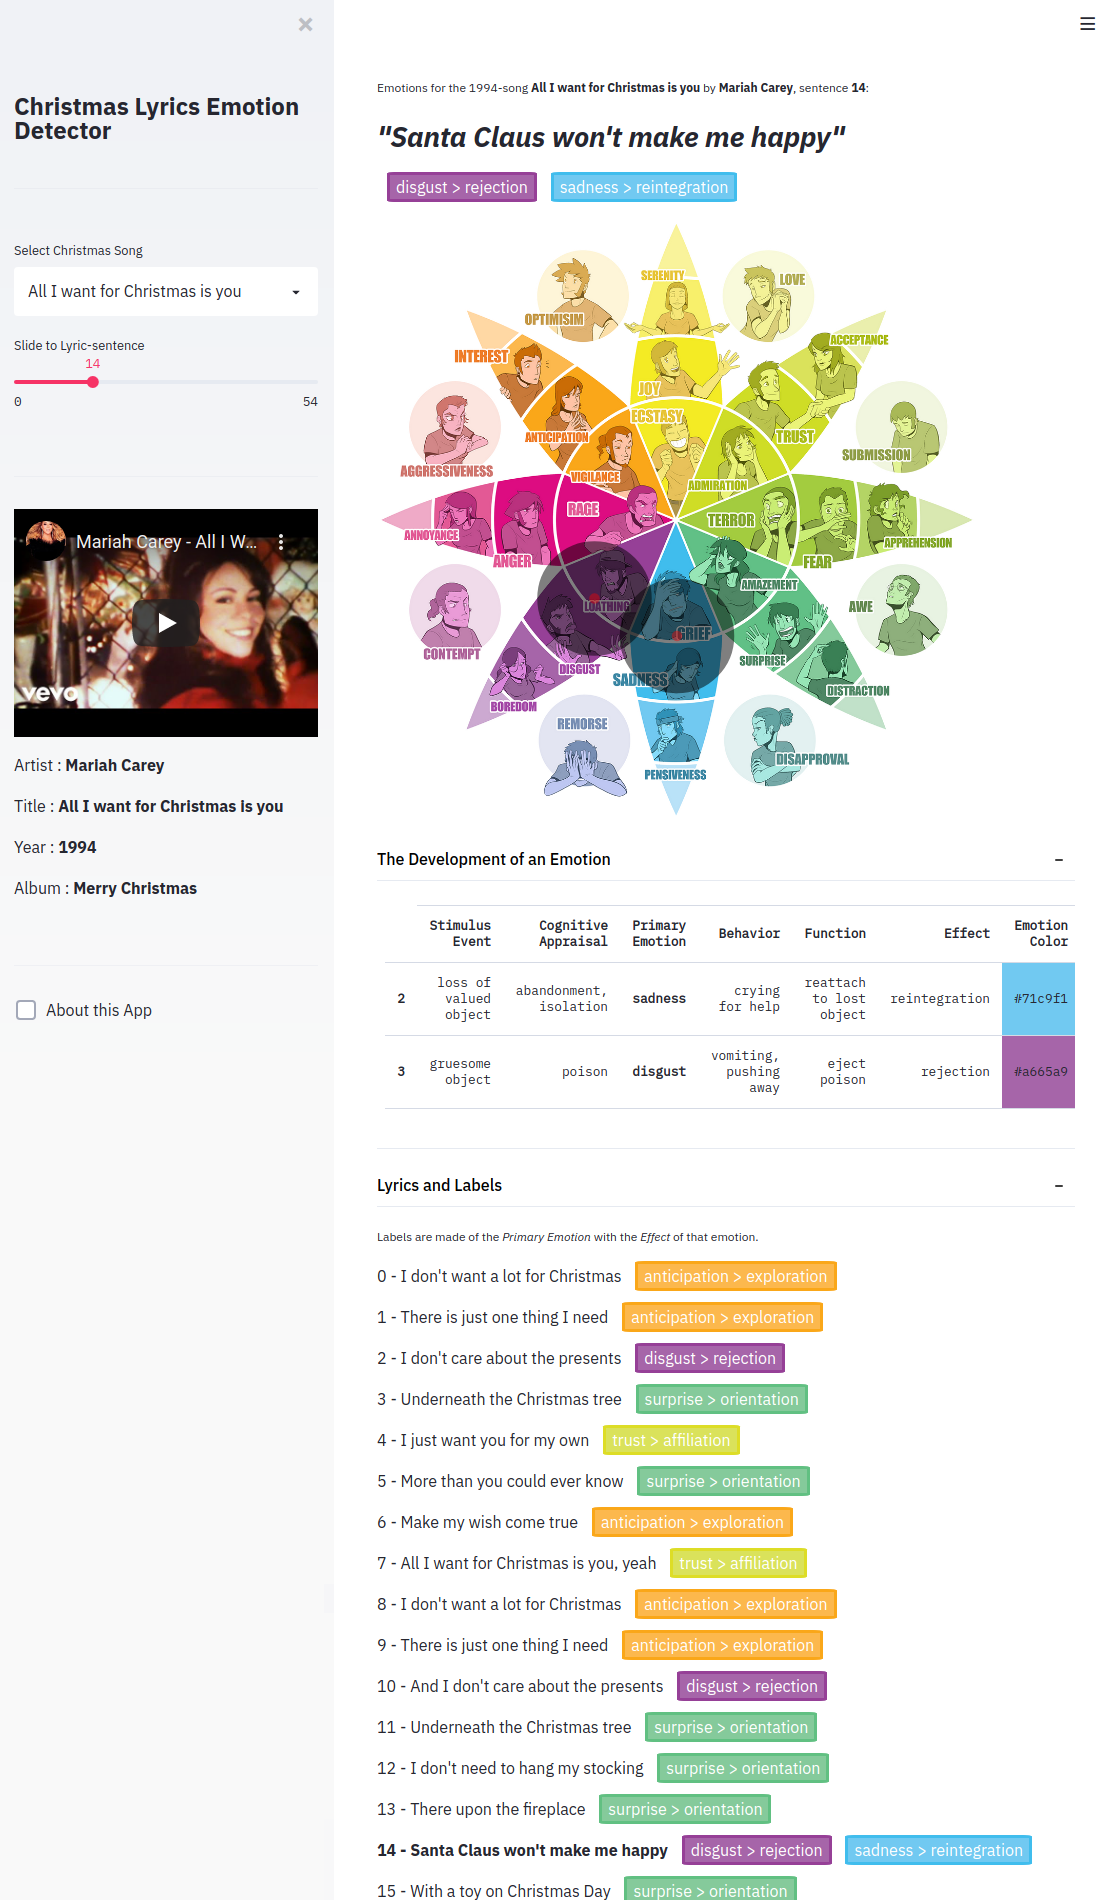 ×
Christmas Lyrics Emotion
Detector
Select Christmas Song
All I want for Christmas is you
Slide to Lyric-sentence
14
0 54
Mariah Carey - All I W...
vevo
Artist : Mariah Carey
Title : All I want for Christmas is you
Year : 1994
Album : Merry Christmas
About this App
Emotions for the 1994-song All I want for Christmas is you by Mariah Carey, sentence 14:
"Santa Claus won't make me happy"
disgust > rejection sadness > reintegration
SERENITY
LOVE
OPTIMISIM
ACCEPTANCE
INTEREST
JOY
ECSTASY
ANTICIPATION
TRUST
SUBMISSION
AGGRESSIVENESS
VIGILANCE
ADMIRATION
RAGE
TERROR
ANNOYANCE
APPREHENSION
ANGER
FEAR
AMAZEMENT
LOATHING
AWE
GRIEF
CONTEMPT
SURPRISE
DISGUST
SADNESS
DISTRACTION
BOREDOM
REMORSE
DISAPPROVAL
PENSIVENESS
The Development of an Emotion
Stimulus Cognitive Primary Behavior Function Effect Emotion
Event Appraisal Emotion Color
2 loss of valued object abandonment, isolation sadness crying for help reattach to lost object reintegration #71c9f1
3 gruesome object poison disgust vomiting, pushing away eject poison rejection #a665a9
Lyrics and Labels
Labels are made of the Primary Emotion with the Effect of that emotion.
0 - I don't want a lot for Christmas anticipation > exploration
1 - There is just one thing I need anticipation > exploration
2 - I don't care about the presents disgust > rejection
3 - Underneath the Christmas tree surprise > orientation
4 - I just want you for my own trust > affiliation
5 - More than you could ever know surprise > orientation
6 - Make my wish come true anticipation > exploration
7 - All I want for Christmas is you, yeah trust > affiliation
8 - I don't want a lot for Christmas anticipation > exploration
9 - There is just one thing I need anticipation > exploration
10 - And I don't care about the presents disgust > rejection
11 - Underneath the Christmas tree surprise > orientation
12 - I don't need to hang my stocking surprise > orientation
13 - There upon the fireplace surprise > orientation
14 - Santa Claus won't make me happy disgust > rejection sadness > reintegration
15 - With a toy on Christmas Day surprise > orientation